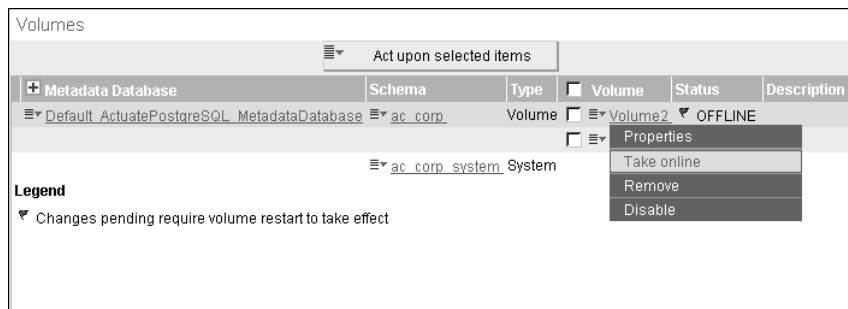 Volumes
Act upon selected items
Metadata Database Schema Type Volume Status Description
Default_ActuatePostgreSQL_MetadataDatabase ac_corp Volume Volume2 OFFLINE
Properties
Take online
ac_corp_system System
Remove
Legend
Disable
Changes pending require volume restart to take effect